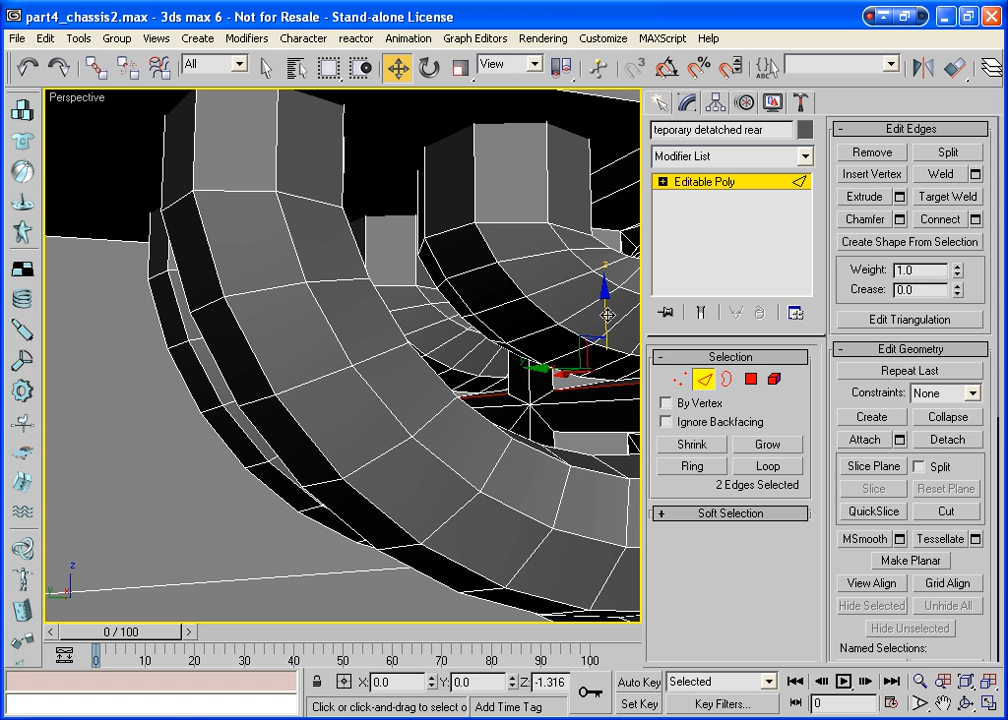 part4_chassis2.max - 3ds max 6 - Not for Resale - Stand-alone License
File Edit Tools Group Views Create Modifiers Character reactor Animation Graph Editors Rendering Customize MAXScript Help
All View
Perspective
teporary detatched rear
Modifier List
Editable Poly
Selection
By Vertex
Ignore Backfacing
Shrink Grow
Ring Loop
2 Edges Selected
Soft Selection
Edit Edges
Remove Split
Insert Vertex Weld
Extrude Target Weld
Chamfer Connect
Create Shape From Selection
Weight: 1.0
Crease: 0.0
Edit Triangulation
Edit Geometry
Repeat Last
Constraints: None
Create Collapse
Attach Detach
Slice Plane Split
Slice Reset Plane
QuickSlice Cut
MSmooth Tessellate
Make Planar
View Align Grid Align
Hide Selected Unhide All
Hide Unselected
Named Selections:
z
y x
z
y
0 / 100
0 10 20 30 40 50 60 70 80 90 100
X: 0.0 Y: 0.0 Z: -1.316
Auto Key Selected
Click or click-and-drag to select o Add Time Tag
Set Key Key Filters... 0